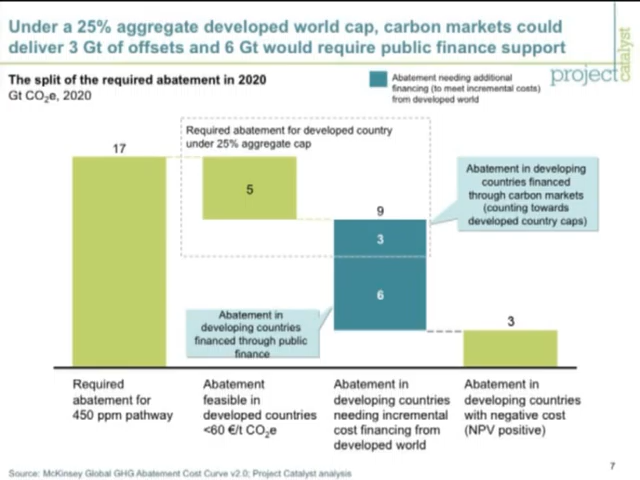 Under a 25% aggregate developed world cap, carbon markets could
deliver 3 Gt of offsets and 6 Gt would require public finance support
project catalyst
The split of the required abatement in 2020
Gt CO₂e, 2020
Abatement needing additional
financing (to meet incremental costs)
from developed world
Required abatement for developed country
under 25% aggregate cap
17
5
9
3
6
3
Abatement in developing
countries financed
through carbon markets
(counting towards
developed country caps)
Abatement in
developing countries
financed through public
finance
Required
abatement for
450 ppm pathway
Abatement
feasible in
developed countries
<60 €/t CO₂e
Abatement in
developing countries
needing incremental
cost financing from
developed world
Abatement in
developing countries
with negative cost
(NPV positive)
Source: McKinsey Global GHG Abatement Cost Curve v2.0; Project Catalyst analysis
7